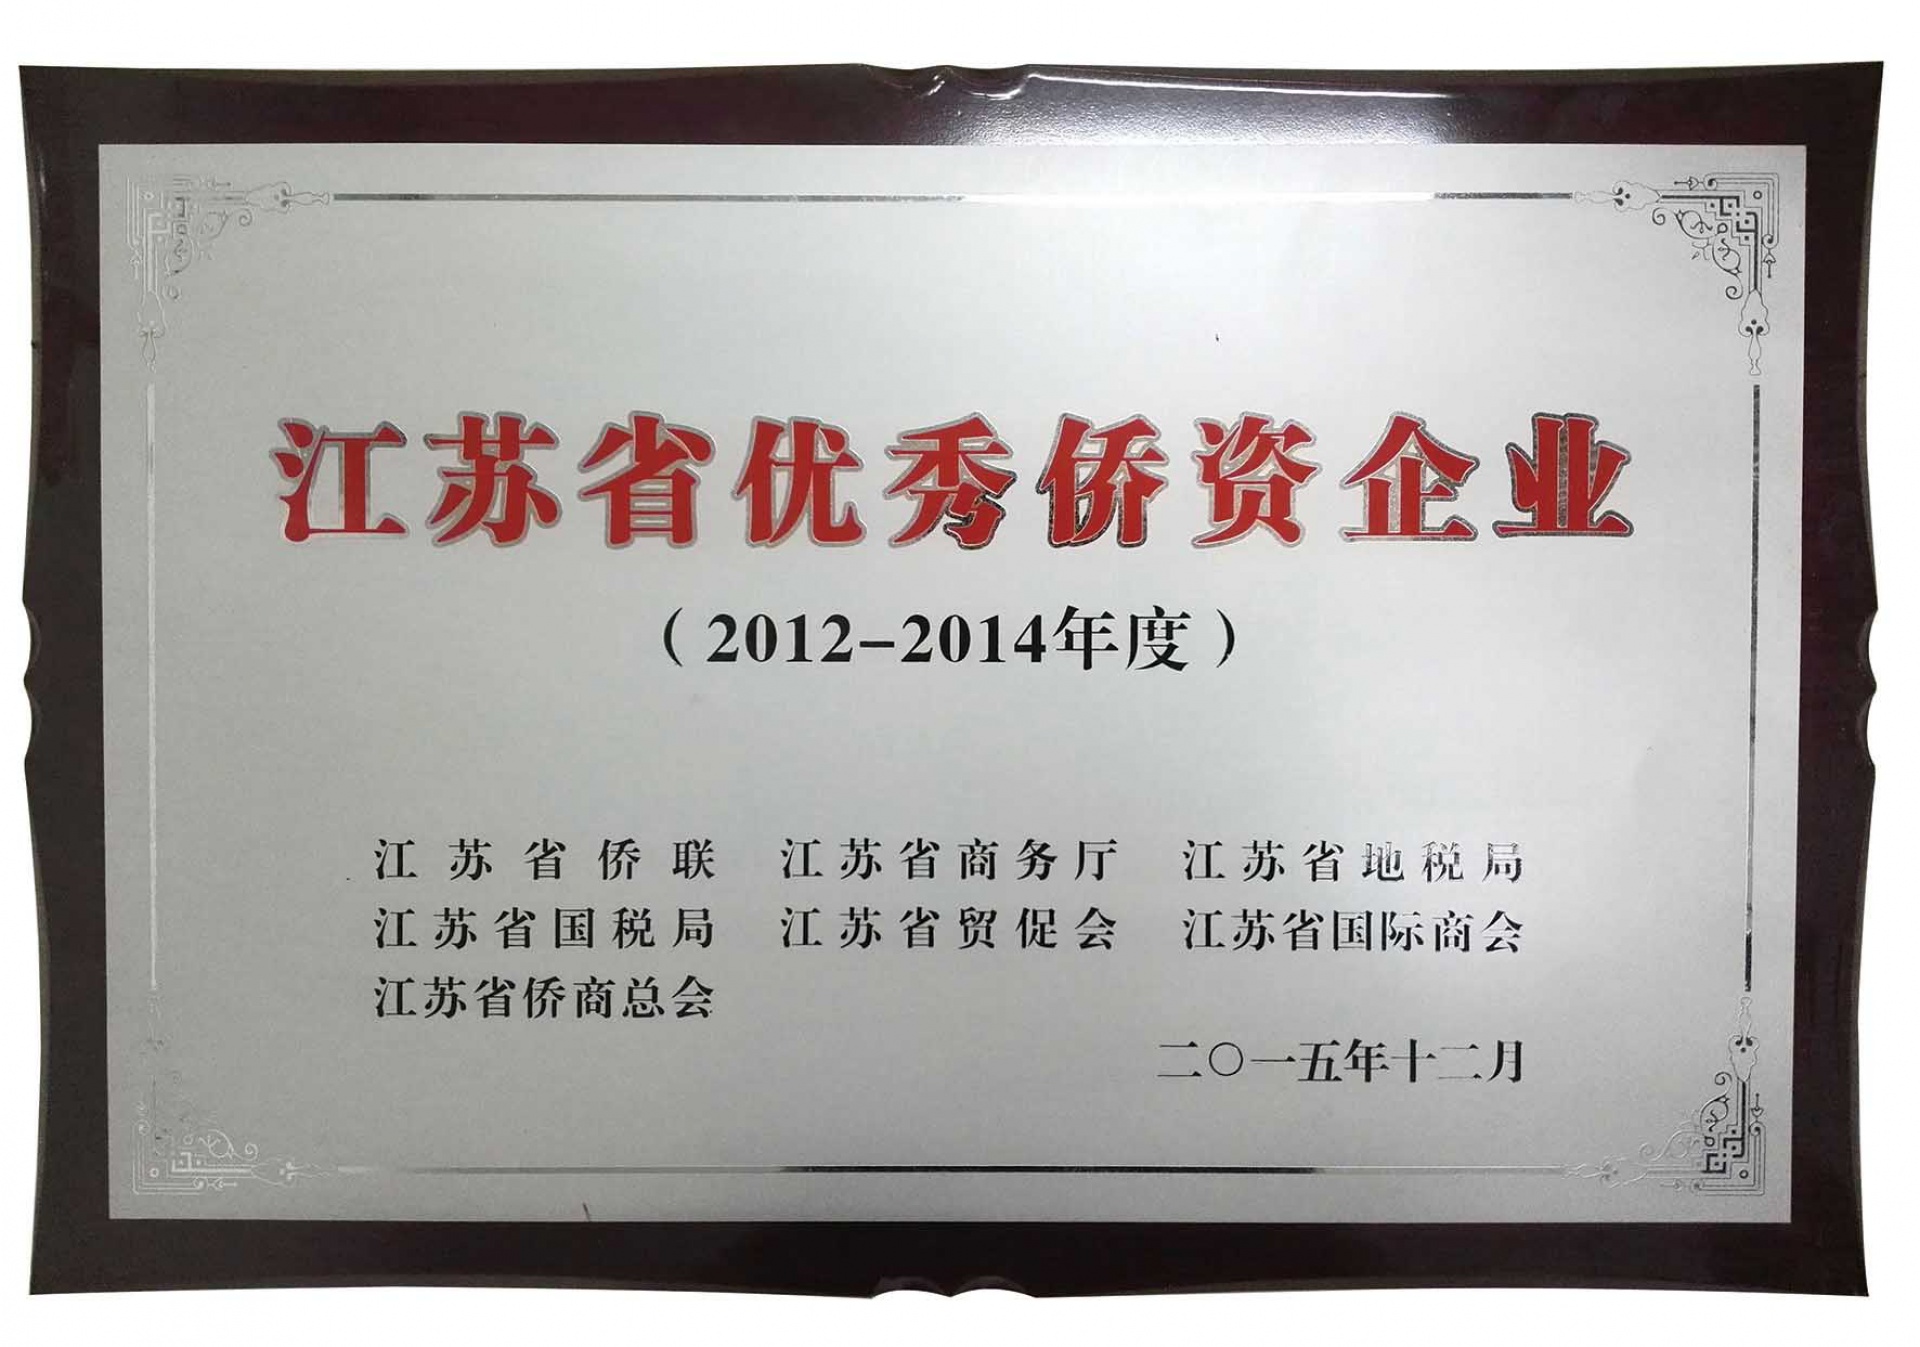 江苏省优秀侨资企业
（2012-2014年度）
江苏省侨联 江苏省商务厅 江苏省地税局
江苏省国税局 江苏省贸促会 江苏省国际商会
江苏省侨商总会
二〇一五年十二月